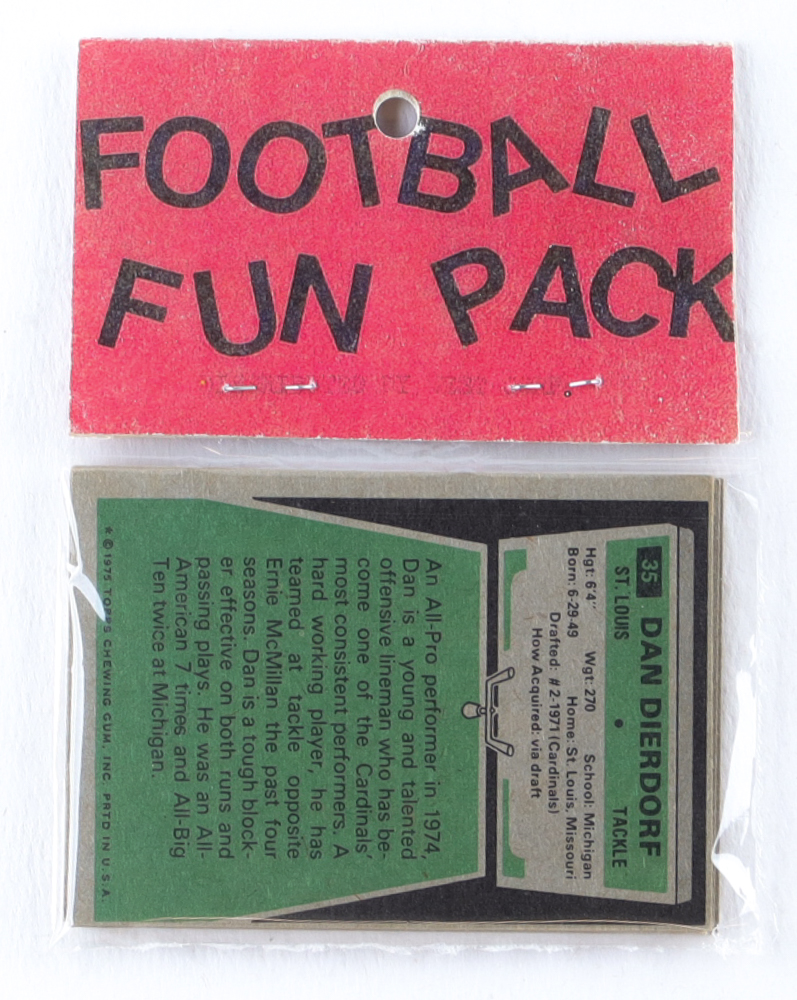 FOOTBALL
FUN PACK
35 DAN DIERDORF
ST. LOUIS • TACKLE
Hgt: 6'4" Wgt: 270 School: Michigan
Born: 6-29-49 Home: St. Louis, Missouri
Drafted: #2-1971 (Cardinals)
How Acquired: via draft
An All-Pro performer in 1974,
Dan is a young and talented
offensive lineman who has be-
come one of the Cardinals'
most consistent performers. A
hard working player, he has
teamed at tackle opposite
Ernie McMillan the past four
seasons. Dan is a tough block-
er effective on both runs and
passing plays. He was an All-
American 7 times and All-Big
Ten twice at Michigan.
* © 1975 TOPPS CHEWING GUM, INC. PRTD IN U.S.A.